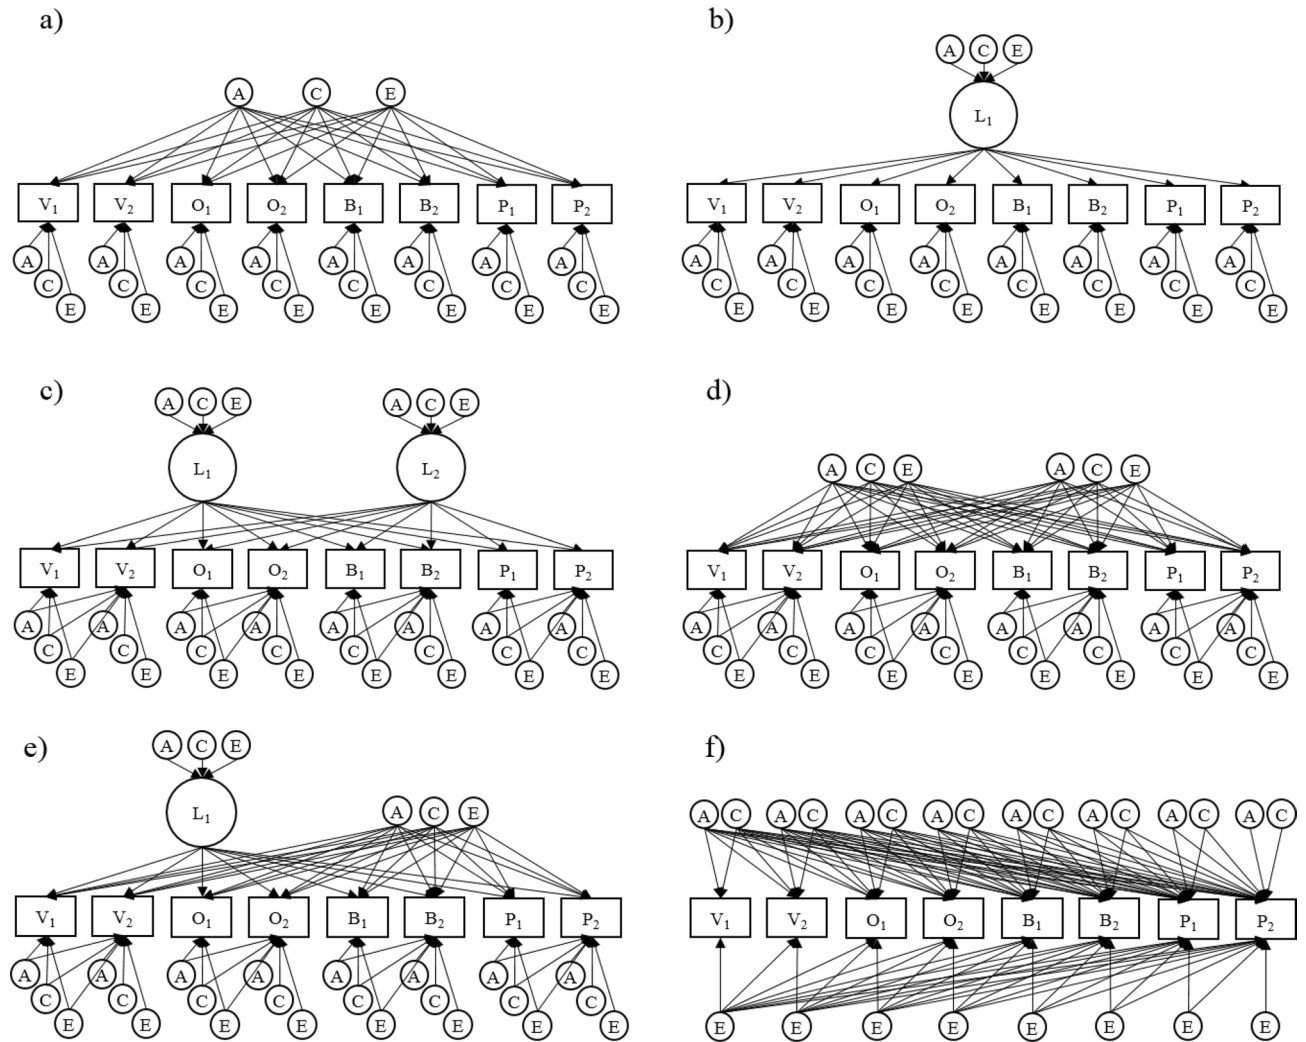 a)
A C E
V1 V2 O1 O2 B1 B2 P1 P2
A A A A A A A A
C C C C C C C C
E E E E E E E E
b)
A C E
L1
V1 V2 O1 O2 B1 B2 P1 P2
A A A A A A A A
C C C C C C C C
E E E E E E E E
c)
A C E A C E
L1 L2
V1 V2 O1 O2 B1 B2 P1 P2
A A A A A A A A
C C C C C C C C
E E E E E E E E
d)
A C E A C E
V1 V2 O1 O2 B1 B2 P1 P2
A A A A A A A A
C C C C C C C C
E E E E E E E E
e)
A C E
L1 A C E
V1 V2 O1 O2 B1 B2 P1 P2
A A A A A A A A
C C C C C C C C
E E E E E E E E
f)
A C A C A C A C A C A C A C A C
V1 V2 O1 O2 B1 B2 P1 P2
E E E E E E E E